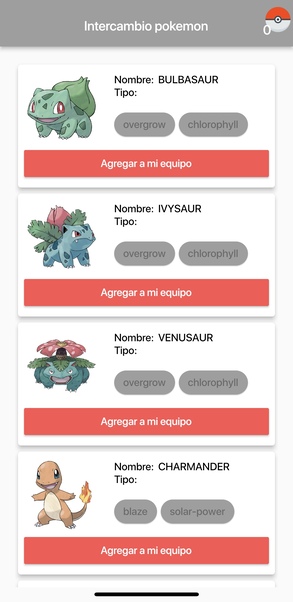 Intercambio pokemon
0
Nombre: BULBASAUR
Tipo:
overgrow chlorophyll
Agregar a mi equipo
Nombre: IVYSAUR
Tipo:
overgrow chlorophyll
Agregar a mi equipo
Nombre: VENUSAUR
Tipo:
overgrow chlorophyll
Agregar a mi equipo
Nombre: CHARMANDER
Tipo:
blaze solar-power
Agregar a mi equipo